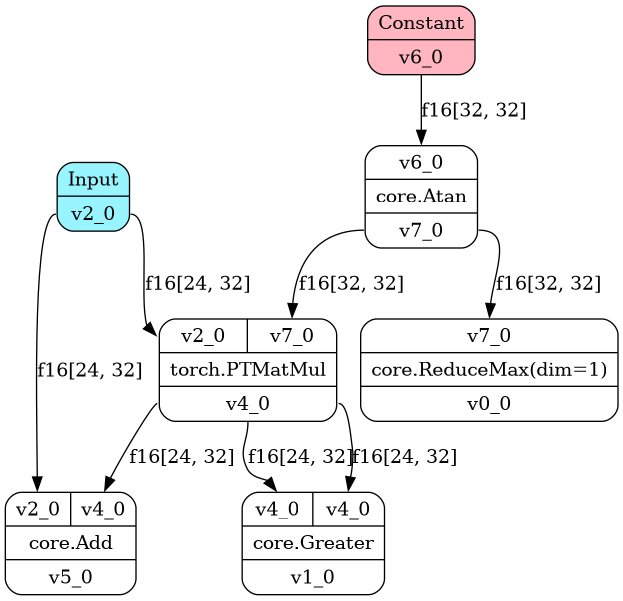 Constant
v6_0
f16[32, 32]
v6_0
core.Atan
v7_0
Input
v2_0
f16[24, 32]
f16[32, 32]
f16[32, 32]
v2_0 v7_0
torch.PTMatMul
v4_0
v7_0
core.ReduceMax(dim=1)
v0_0
f16[24, 32]
f16[24, 32]
f16[24, 32]
f16[24, 32]
v2_0 v4_0
core.Add
v5_0
v4_0 v4_0
core.Greater
v1_0